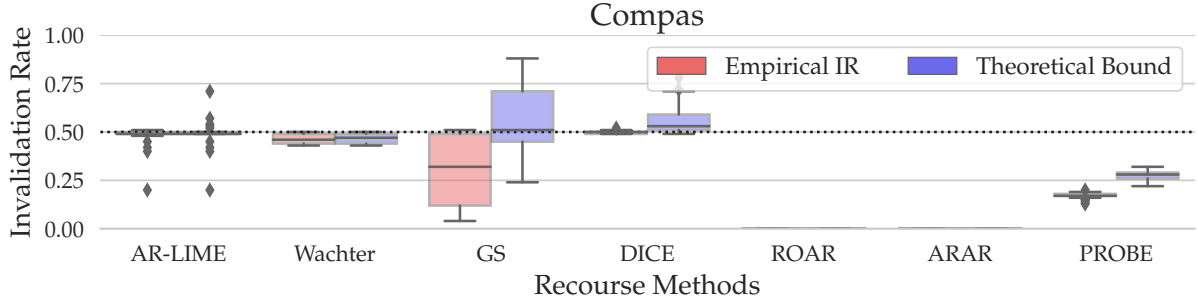 Compas
Invalidation Rate
1.00
0.75
0.50
0.25
0.00
Empirical IR
Theoretical Bound
AR-LIME
Wachter
GS
DICE
ROAR
ARAR
PROBE
Recourse Methods